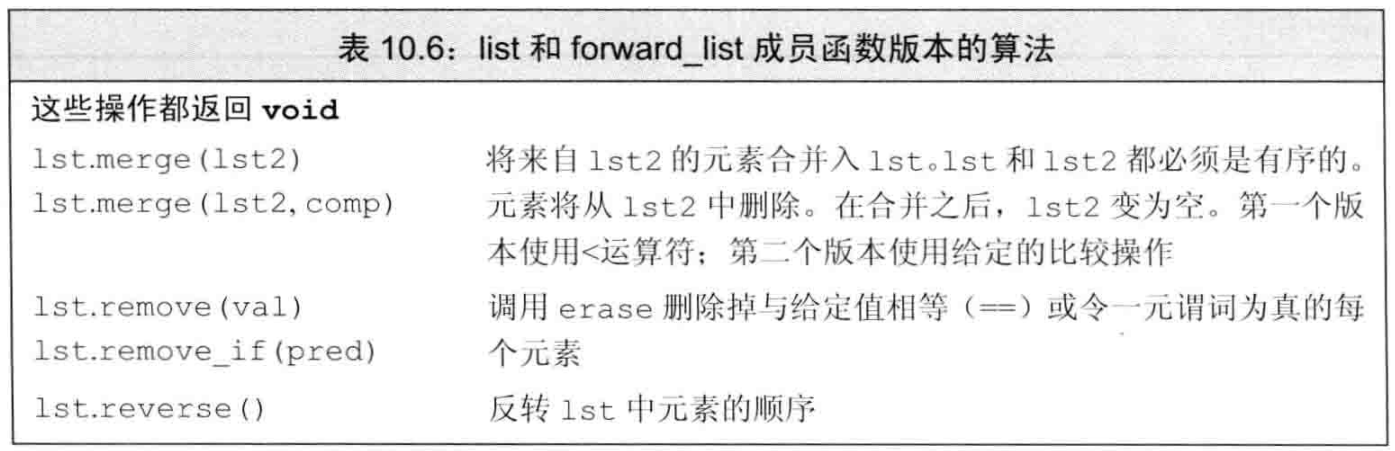 表 10.6：list 和 forward_list 成员函数版本的算法
这些操作都返回 void
lst.merge(lst2) 将来自 lst2 的元素合并入 lst。lst 和 lst2 都必须是有序的。
lst.merge(lst2,comp) 元素将从 lst2 中删除。在合并之后，lst2 变为空。第一个版
本使用<运算符；第二个版本使用给定的比较操作
lst.remove(val) 调用 erase 删除掉与给定值相等（==）或令一元谓词为真的每
lst.remove_if(pred) 个元素
lst.reverse() 反转 lst 中元素的顺序